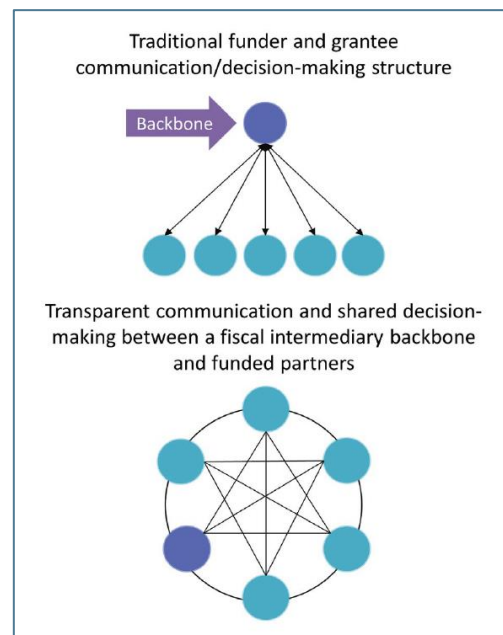 Traditional funder and grantee
communication/decision-making structure
Backbone
Transparent communication and shared decision-
making between a fiscal intermediary backbone
and funded partners